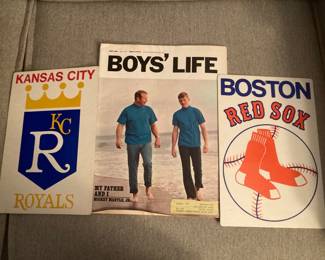 KANSAS CITY
KC
R
ROYALS
BOYS' LIFE
MY FATHER
AND I
MICKEY MANTLE, JR.
BOSTON
RED SOX